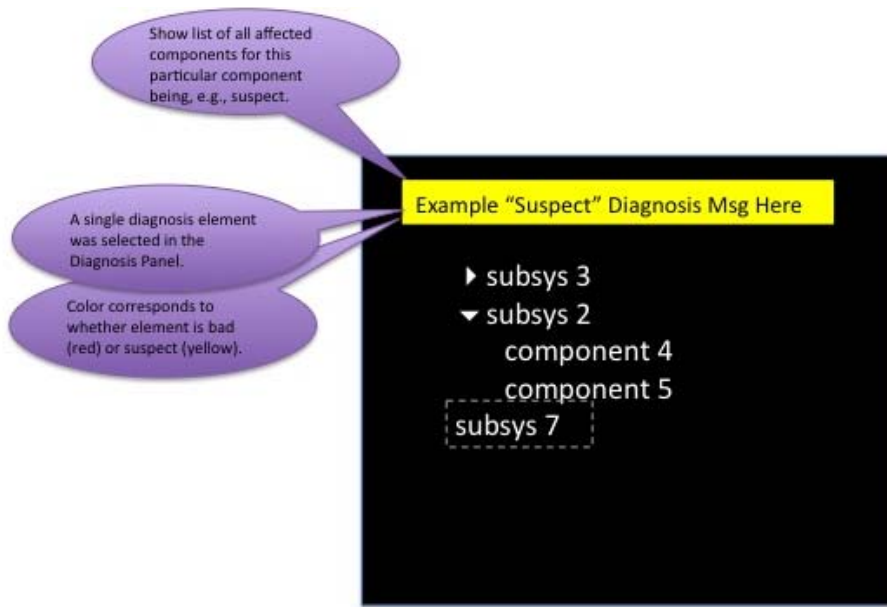 Show list of all affected
components for this
particular component
being, e.g., suspect.
A single diagnosis element
was selected in the
Diagnosis Panel.
Color corresponds to
whether element is bad
(red) or suspect (yellow).
Example “Suspect” Diagnosis Msg Here
subsys 3
subsys 2
component 4
component 5
subsys 7